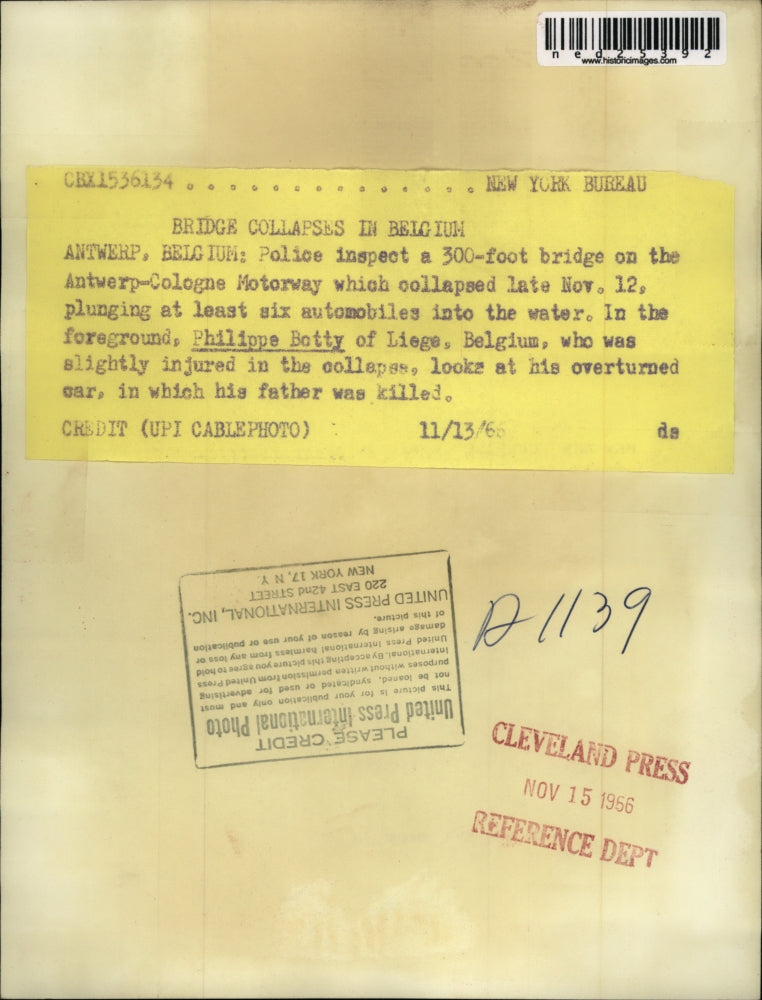 ned25392
www.historicimages.com
CBX1536134 . . . . . . . . . . . . . . NEW YORK BUREAU
BRIDGE COLLAPSES IN BELGIUM
ANTWERP, BELGIUM: Police inspect a 300-foot bridge on the
Antwerp-Cologne Motorway which collapsed late Nov. 12,
plunging at least six automobiles into the water. In the
foreground, Philippe Botty of Liege, Belgium, who was
slightly injured in the collapse, looks at his overturned
car, in which his father was killed.
CREDIT (UPI CABLEPHOTO) 11/13/66 ds
PLEASE CREDIT
United Press International Photo
This picture is for your publication only and must
not be loaned, syndicated or used for advertising
purposes without written permission from United Press
International. By accepting this picture you agree to hold
United Press International harmless from any loss or
damage arising by reason of your use or publication
of this picture.
UNITED PRESS INTERNATIONAL, INC.
220 EAST 42nd STREET
NEW YORK 17, N Y
A 1139
CLEVELAND PRESS
NOV 15 1966
REFERENCE DEPT